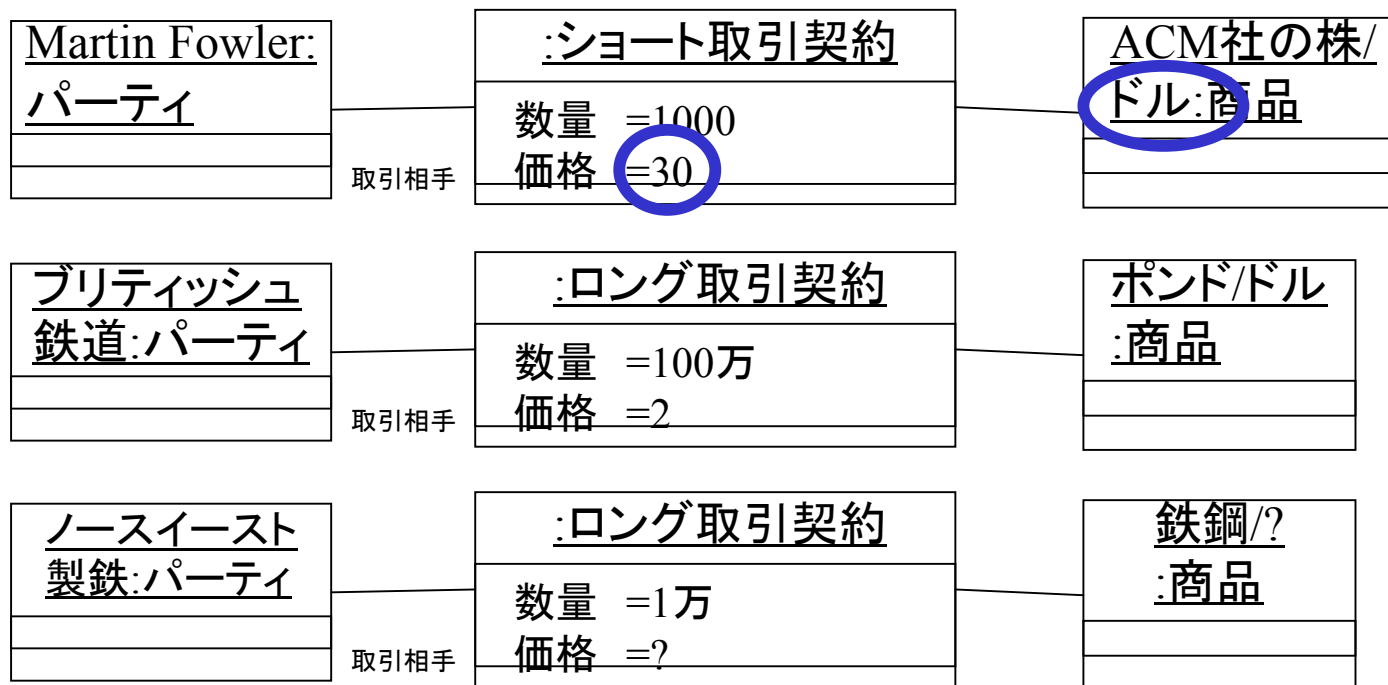 Martin Fowler:
パーティ
取引相手
:ショート取引契約
数量 =1000
価格 =30
ACM社の株/
ドル:商品
ブリティッシュ
鉄道:パーティ
取引相手
:ロング取引契約
数量 =100万
価格 =2
ポンド/ドル
:商品
ノースイースト
製鉄:パーティ
取引相手
:ロング取引契約
数量 =1万
価格 =?
鉄鋼/?
:商品